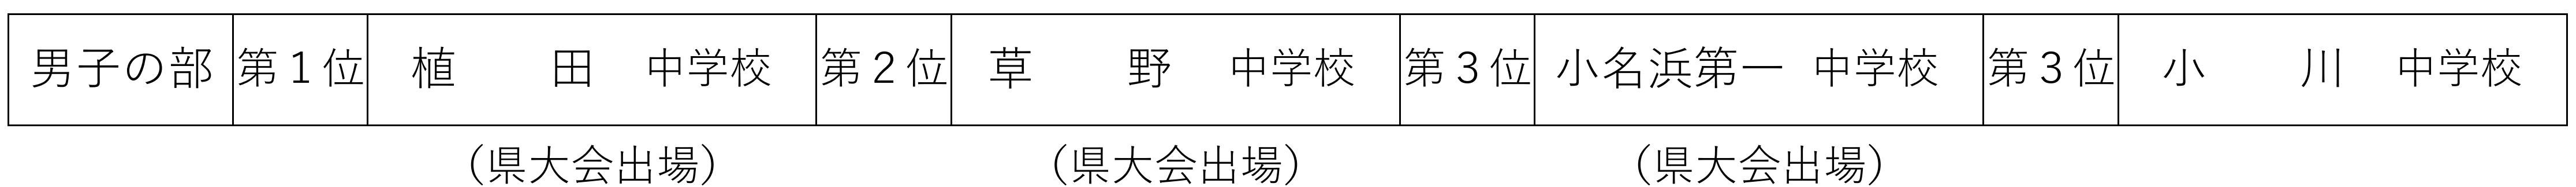 男子の部 第１位 植田 中学校 第２位 草野 中学校 第３位 小名浜第一 中学校 第３位 小川 中学校
（県大会出場） （県大会出場） （県大会出場）